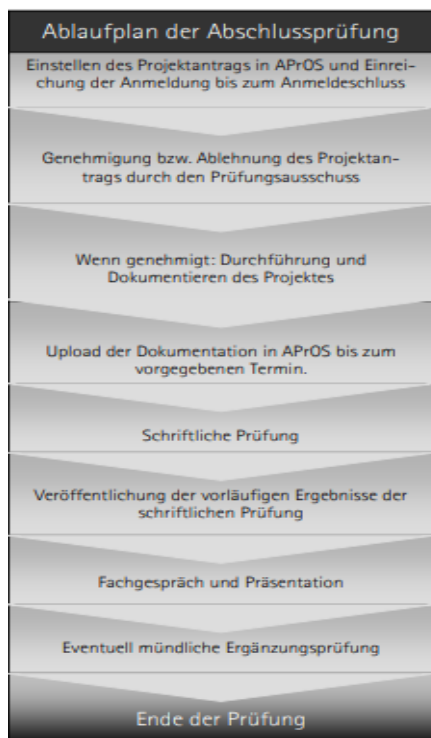 Ablaufplan der Abschlussprüfung
Einstellen des Projektantrags in APrOS und Einrei-
chung der Anmeldung bis zum Anmeldeschluss
Genehmigung bzw. Ablehnung des Projektan-
trags durch den Prüfungsausschuss
Wenn genehmigt: Durchführung und
Dokumentieren des Projektes
Upload der Dokumentation in APrOS bis zum
vorgegebenen Termin.
Schriftliche Prüfung
Veröffentlichung der vorläufigen Ergebnisse der
schriftlichen Prüfung
Fachgespräch und Präsentation
Eventuell mündliche Ergänzungsprüfung
Ende der Prüfung